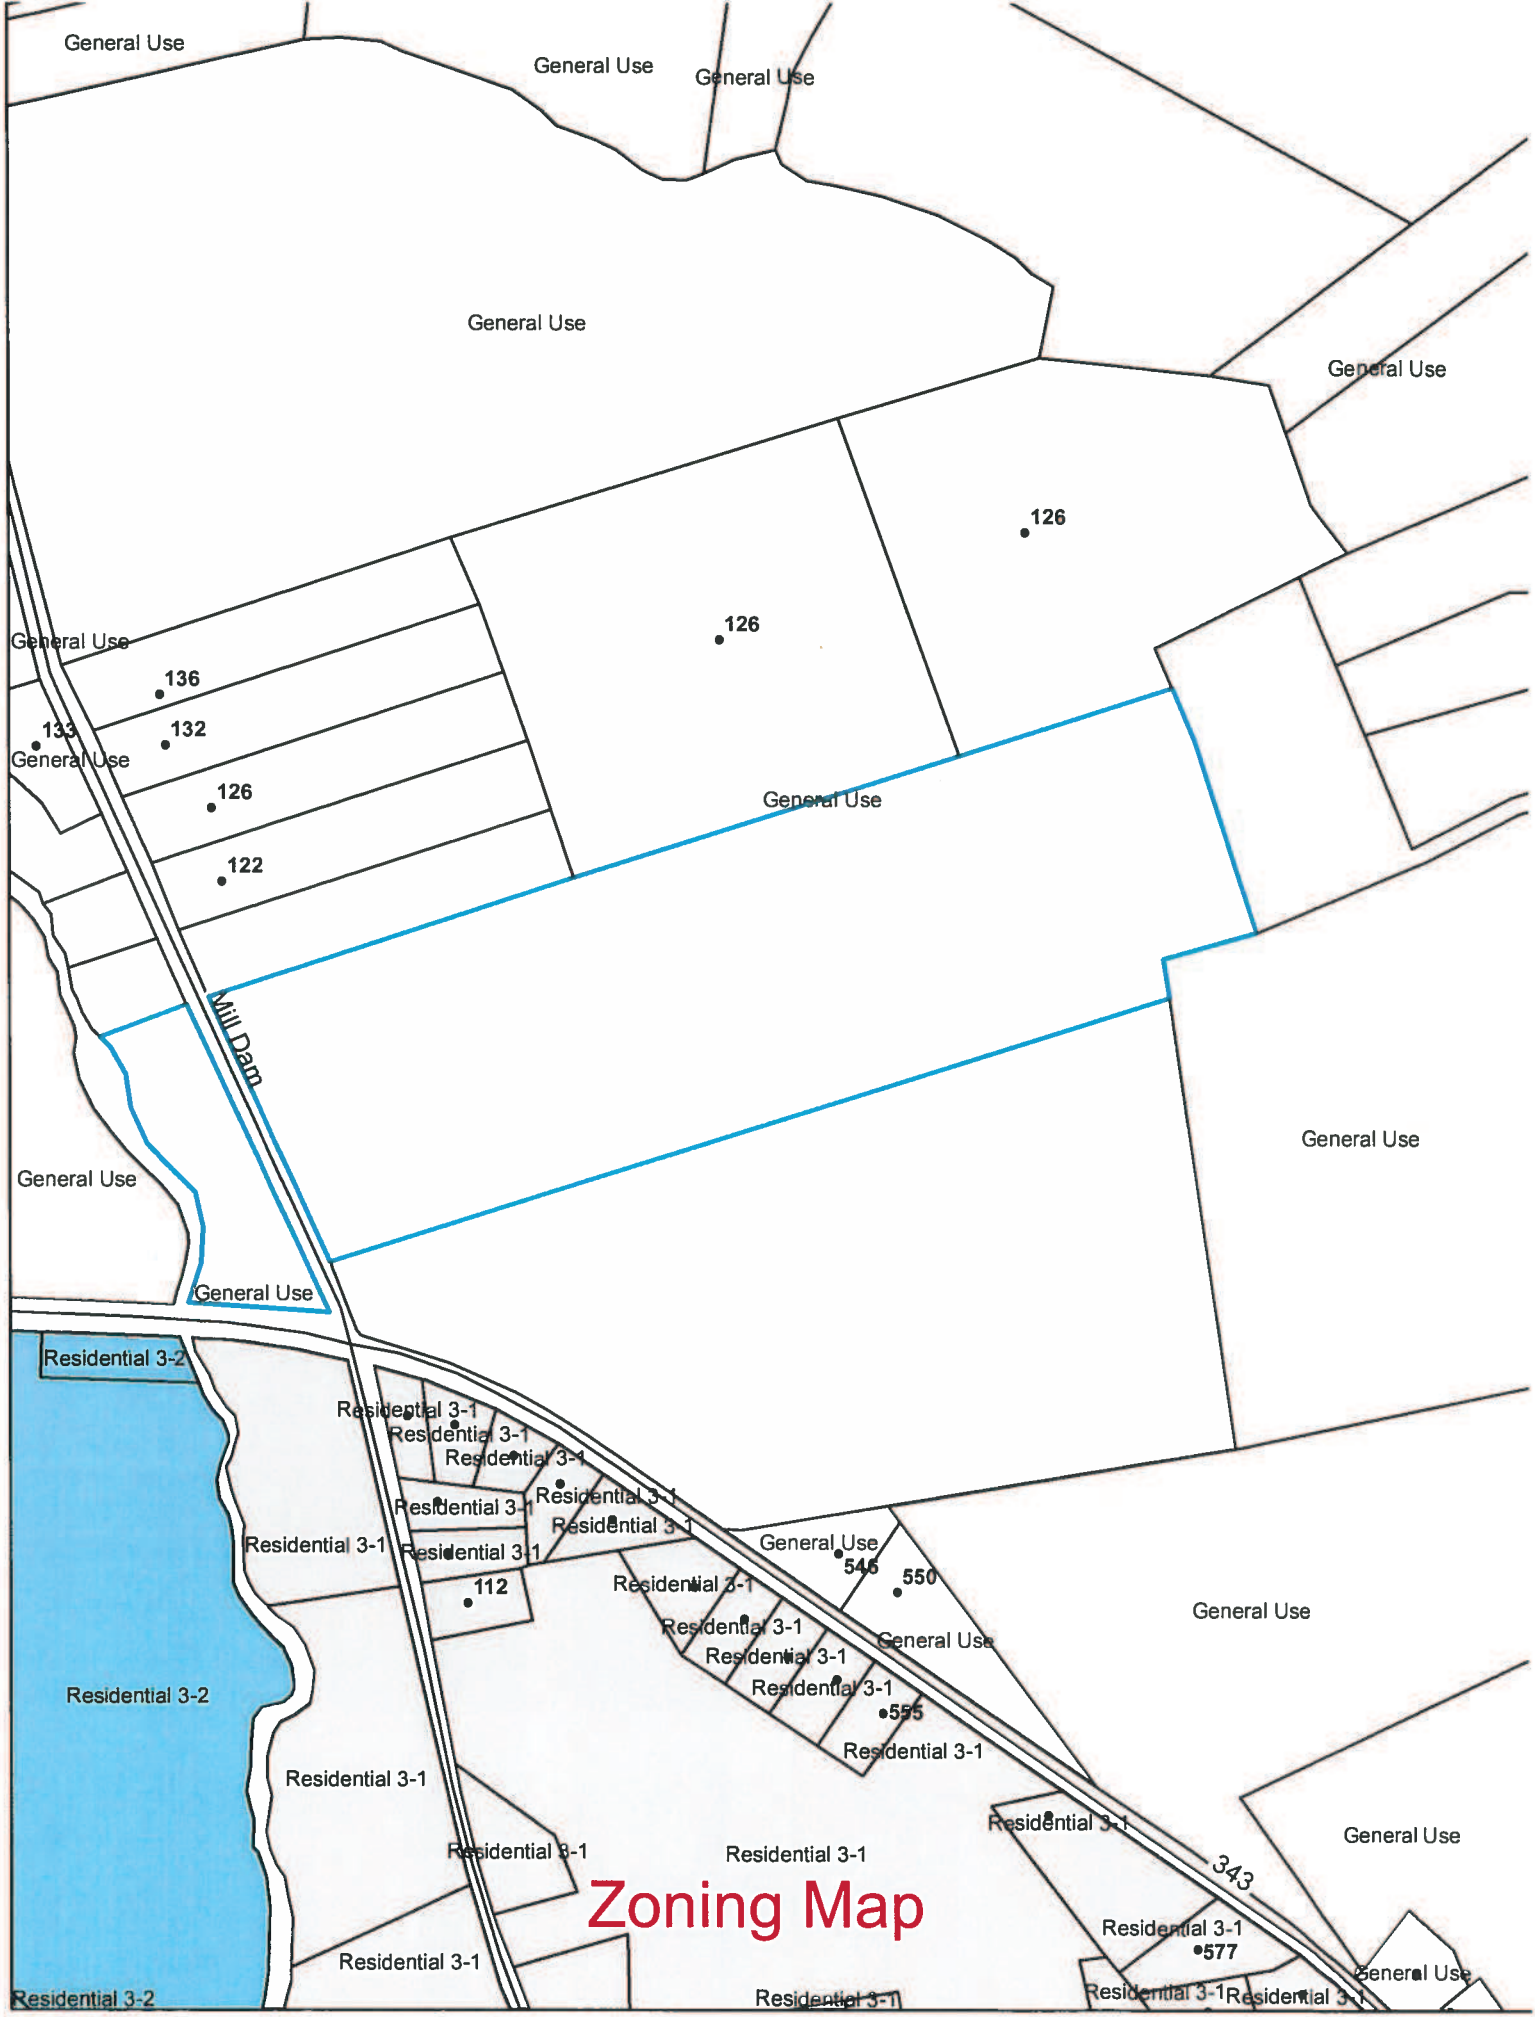 General Use
General Use
General Use
General Use
General Use
126
126
General Use
136
133
132
General Use
126
General Use
122
Mill Dam
General Use
General Use
General Use
Residential 3-2
Residential 3-1
Residential 3-1
Residential 3-1
Residential 3-1
Residential 3-1
Residential 3-1
Residential 3-1
Residential 3-1
General Use
546
550
112
Residential 3-1
General Use
Residential 3-1
General Use
Residential 3-1
Residential 3-1
Residential 3-2
555
Residential 3-1
Residential 3-1
Residential 3-1
General Use
Residential 3-1
Residential 3-1
343
Zoning Map
Residential 3-1
577
Residential 3-1
General Use
Residential 3-1
Residential 3-1
Residential 3-2
Residential 3-1